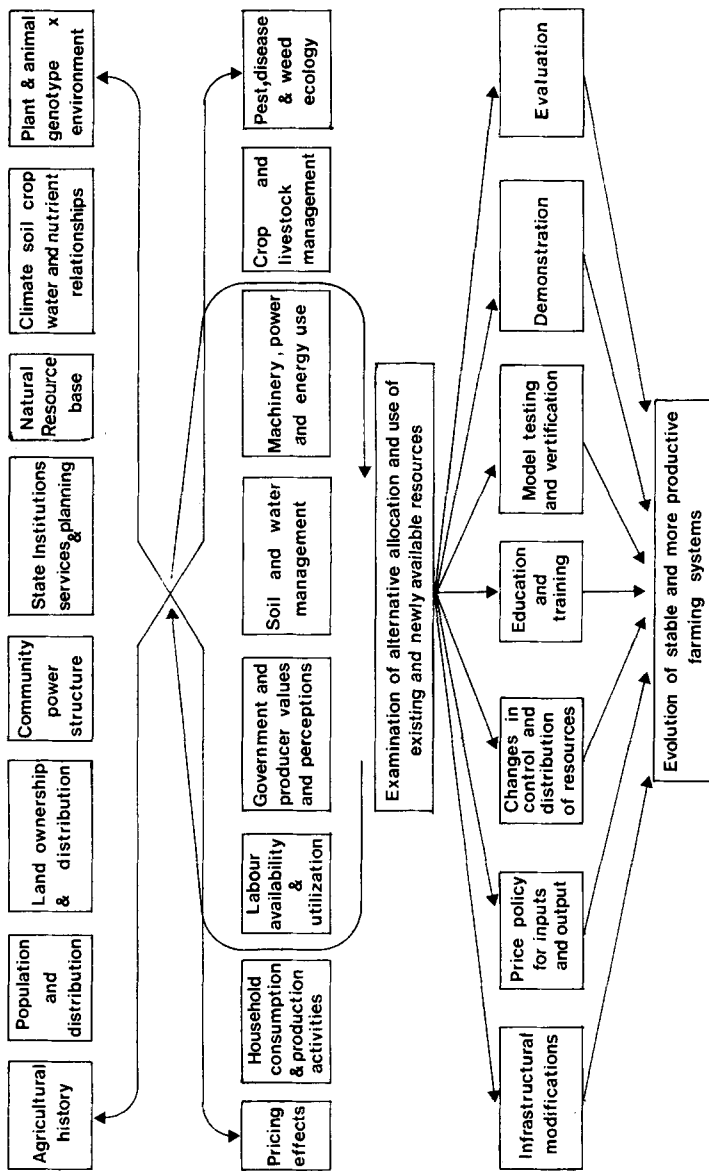 Agricultural
history
Population
and
distribution
Land ownership
& distribution
Community
power
structure
State Institutions
services & planning
Natural
Resource
base
Climate soil crop
water and nutrient
relationships
Plant & animal
genotype x
environment
Pricing
effects
Household
consumption
& production
activities
Labour
availability
&
utilization
Government and
producer values
and perceptions
Soil and water
management
Machinery, power
and energy use
Crop and
livestock
management
Pest, disease
& weed
ecology
Examination of alternative allocation and use of
existing and newly available resources
Infrastructural
modifications
Price policy
for inputs
and output
Changes in
control and
distribution
of resources
Education
and
training
Model testing
and vertification
Demonstration
Evaluation
Evolution of stable and more productive
farming systems